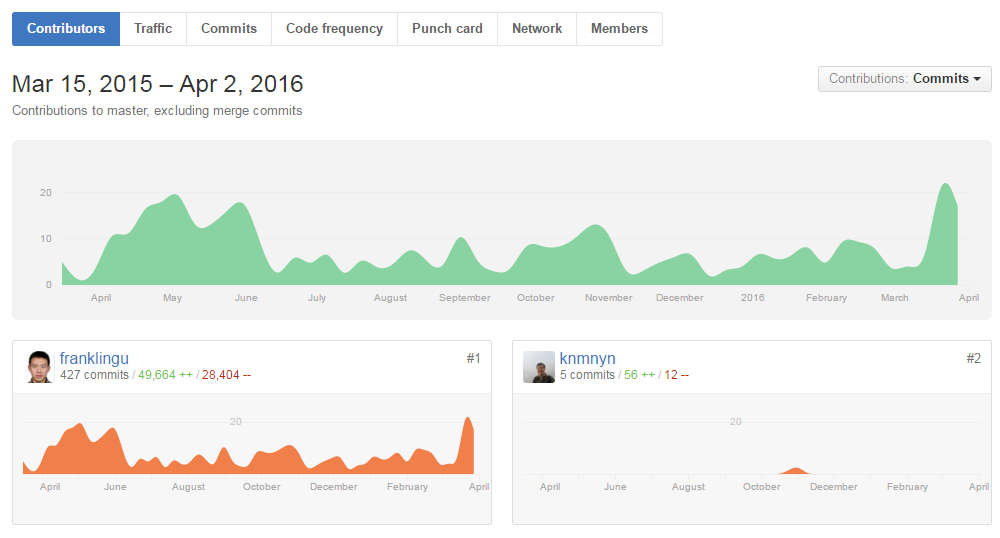 Contributors Traffic Commits Code frequency Punch card Network Members
Mar 15, 2015 – Apr 2, 2016
Contributions: Commits
Contributions to master, excluding merge commits
20
10
0
April May June July August September October November December 2016 February March April
franklingu #1
427 commits / 49,664 ++ / 28,404 --
20
April June August October December February April
knmnyn #2
5 commits / 56 ++ / 12 --
20
April June August October December February April